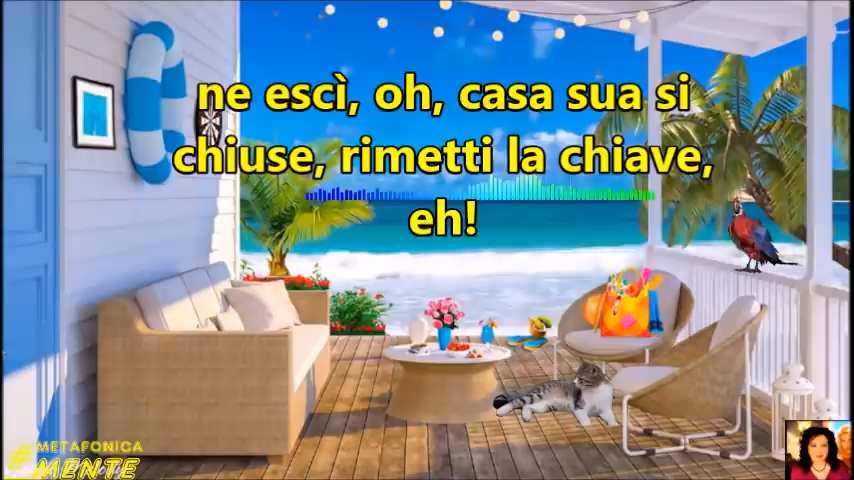 ne escì, oh, casa sua si
chiuse, rimetti la chiave,
eh!
#METAFONICA
MENTE